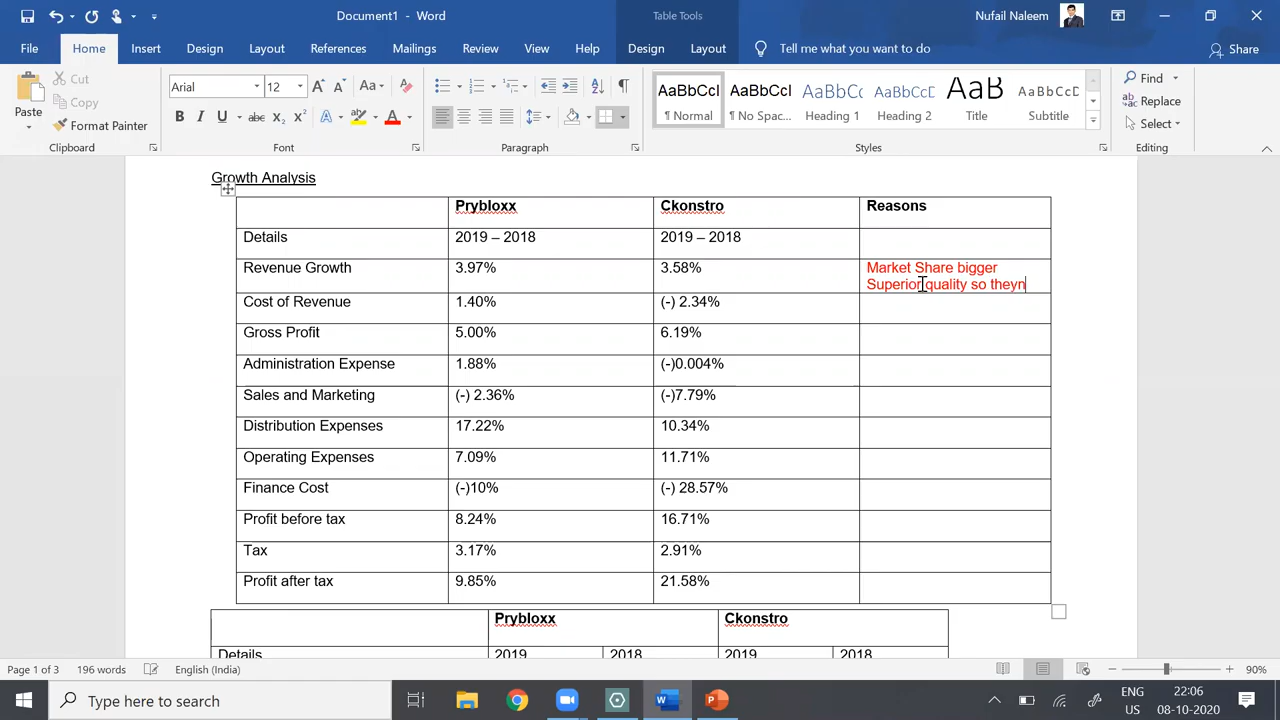 Document1 - Word
Table Tools
Nufail Naleem
File Home Insert Design Layout References Mailings Review View Help Design Layout Tell me what you want to do Share
Paste
Cut
Copy
Format Painter
Clipboard
Arial 12
Aa
B I U abc X₂ X²
A A
Font
Paragraph
AaBbCcI AaBbCcI AaBbCc AaBbCcD AaB AaBbCcD
¶ Normal ¶ No Spac... Heading 1 Heading 2 Title Subtitle
Styles
Find
Replace
Select
Editing
Growth Analysis
Prybloxx Ckonstro Reasons
Details 2019 – 2018 2019 – 2018
Revenue Growth 3.97% 3.58% Market Share bigger
Superior quality so theyn
Cost of Revenue 1.40% (-) 2.34%
Gross Profit 5.00% 6.19%
Administration Expense 1.88% (-)0.004%
Sales and Marketing (-) 2.36% (-)7.79%
Distribution Expenses 17.22% 10.34%
Operating Expenses 7.09% 11.71%
Finance Cost (-)10% (-) 28.57%
Profit before tax 8.24% 16.71%
Tax 3.17% 2.91%
Profit after tax 9.85% 21.58%
Prybloxx Ckonstro
Details 2019 2018 2019 2018
Page 1 of 3 196 words English (India) 90%
Type here to search
ENG
US
22:06
08-10-2020